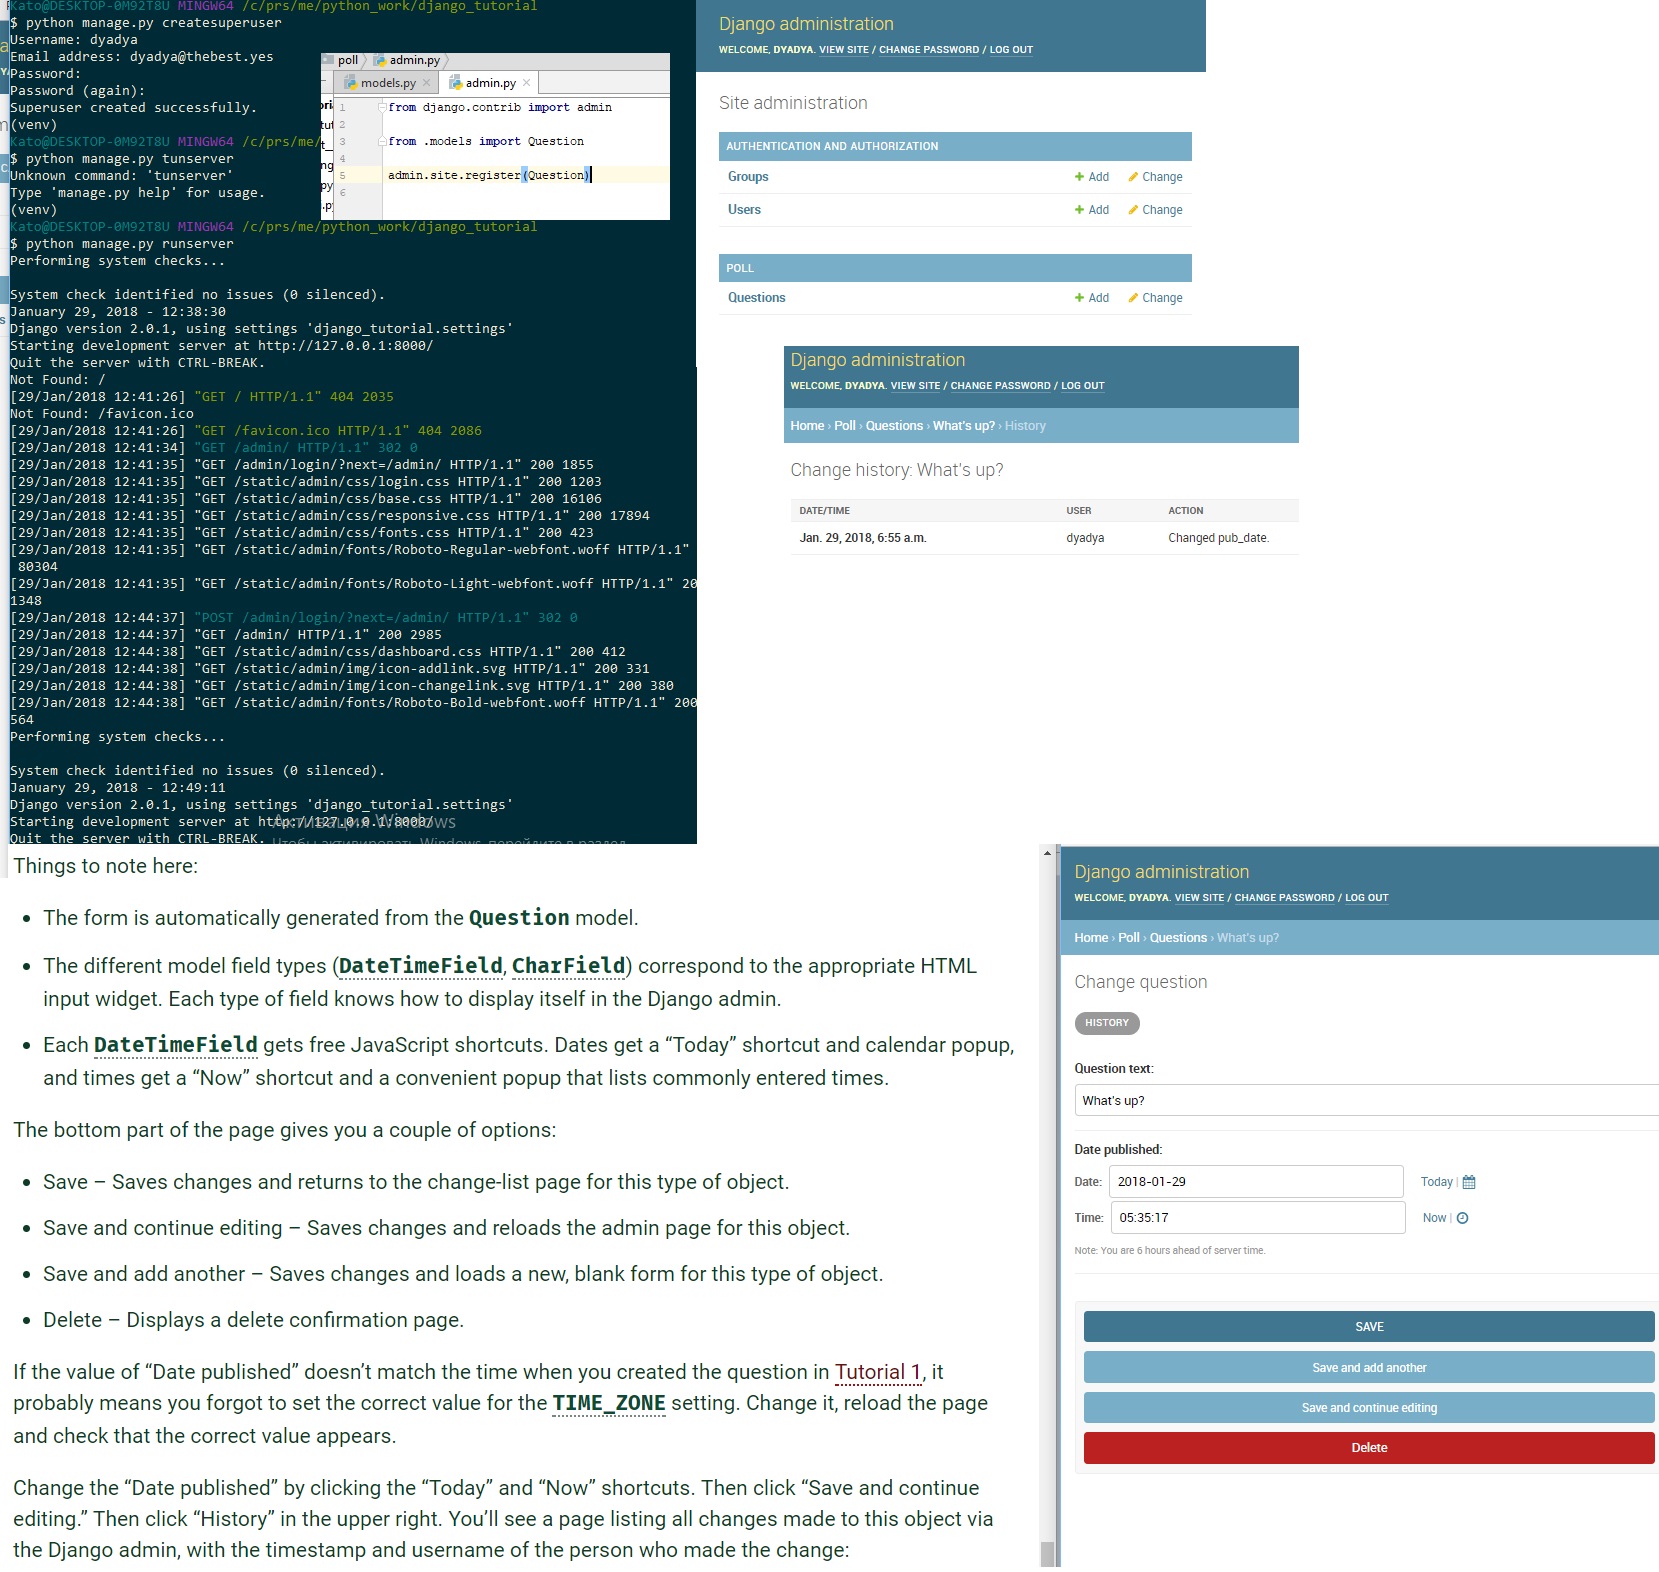 Kato@DESKTOP-0M92T8U MINGW64 /c/prs/me/python_work/django_tutorial
$ python manage.py createsuperuser
Username: dyadya
Email address: dyadya@thebest.yes
Password:
Password (again):
Superuser created successfully.
(venv)
Kato@DESKTOP-0M92T8U MINGW64 /c/prs/me/
$ python manage.py tunserver
Unknown command: 'tunserver'
Type 'manage.py help' for usage.
(venv)
Kato@DESKTOP-0M92T8U MINGW64 /c/prs/me/python_work/django_tutorial
$ python manage.py runserver
Performing system checks...
System check identified no issues (0 silenced).
January 29, 2018 - 12:38:30
Django version 2.0.1, using settings 'django_tutorial.settings'
Starting development server at http://127.0.0.1:8000/
Quit the server with CTRL-BREAK.
Not Found: /
[29/Jan/2018 12:41:26] "GET / HTTP/1.1" 404 2035
Not Found: /favicon.ico
[29/Jan/2018 12:41:26] "GET /favicon.ico HTTP/1.1" 404 2086
[29/Jan/2018 12:41:34] "GET /admin/ HTTP/1.1" 302 0
[29/Jan/2018 12:41:35] "GET /admin/login/?next=/admin/ HTTP/1.1" 200 1855
[29/Jan/2018 12:41:35] "GET /static/admin/css/login.css HTTP/1.1" 200 1203
[29/Jan/2018 12:41:35] "GET /static/admin/css/base.css HTTP/1.1" 200 16106
[29/Jan/2018 12:41:35] "GET /static/admin/css/responsive.css HTTP/1.1" 200 17894
[29/Jan/2018 12:41:35] "GET /static/admin/css/fonts.css HTTP/1.1" 200 423
[29/Jan/2018 12:41:35] "GET /static/admin/fonts/Roboto-Regular-webfont.woff HTTP/1.1"
80304
[29/Jan/2018 12:41:35] "GET /static/admin/fonts/Roboto-Light-webfont.woff HTTP/1.1" 20
1348
[29/Jan/2018 12:44:37] "POST /admin/login/?next=/admin/ HTTP/1.1" 302 0
[29/Jan/2018 12:44:37] "GET /admin/ HTTP/1.1" 200 2985
[29/Jan/2018 12:44:38] "GET /static/admin/css/dashboard.css HTTP/1.1" 200 412
[29/Jan/2018 12:44:38] "GET /static/admin/img/icon-addlink.svg HTTP/1.1" 200 331
[29/Jan/2018 12:44:38] "GET /static/admin/img/icon-changelink.svg HTTP/1.1" 200 380
[29/Jan/2018 12:44:38] "GET /static/admin/fonts/Roboto-Bold-webfont.woff HTTP/1.1" 200
564
Performing system checks...
System check identified no issues (0 silenced).
January 29, 2018 - 12:49:11
Django version 2.0.1, using settings 'django_tutorial.settings'
Starting development server at http://127.0.0.1:8000/
Quit the server with CTRL-BREAK.
Активация Windows
Чтобы активировать Windows, перейдите в раздел
poll admin.py
models.py admin.py
1 from django.contrib import admin
2
3 from .models import Question
4
5 admin.site.register(Question)
6
Django administration
WELCOME, DYADYA. VIEW SITE / CHANGE PASSWORD / LOG OUT
Site administration
AUTHENTICATION AND AUTHORIZATION
Groups Add Change
Users Add Change
POLL
Questions Add Change
Django administration
WELCOME, DYADYA. VIEW SITE / CHANGE PASSWORD / LOG OUT
Home › Poll › Questions › What's up? › History
Change history: What's up?
DATE/TIME USER ACTION
Jan. 29, 2018, 6:55 a.m. dyadya Changed pub_date.
Things to note here:
• The form is automatically generated from the Question model.
• The different model field types (DateTimeField, CharField) correspond to the appropriate HTML
input widget. Each type of field knows how to display itself in the Django admin.
• Each DateTimeField gets free JavaScript shortcuts. Dates get a “Today” shortcut and calendar popup,
and times get a “Now” shortcut and a convenient popup that lists commonly entered times.
The bottom part of the page gives you a couple of options:
• Save – Saves changes and returns to the change-list page for this type of object.
• Save and continue editing – Saves changes and reloads the admin page for this object.
• Save and add another – Saves changes and loads a new, blank form for this type of object.
• Delete – Displays a delete confirmation page.
If the value of “Date published” doesn’t match the time when you created the question in Tutorial 1, it
probably means you forgot to set the correct value for the TIME_ZONE setting. Change it, reload the page
and check that the correct value appears.
Change the “Date published” by clicking the “Today” and “Now” shortcuts. Then click “Save and continue
editing.” Then click “History” in the upper right. You’ll see a page listing all changes made to this object via
the Django admin, with the timestamp and username of the person who made the change:
Django administration
WELCOME, DYADYA. VIEW SITE / CHANGE PASSWORD / LOG OUT
Home › Poll › Questions › What's up?
Change question
HISTORY
Question text:
What's up?
Date published:
Date: 2018-01-29 Today |
Time: 05:35:17 Now |
Note: You are 6 hours ahead of server time.
SAVE
Save and add another
Save and continue editing
Delete